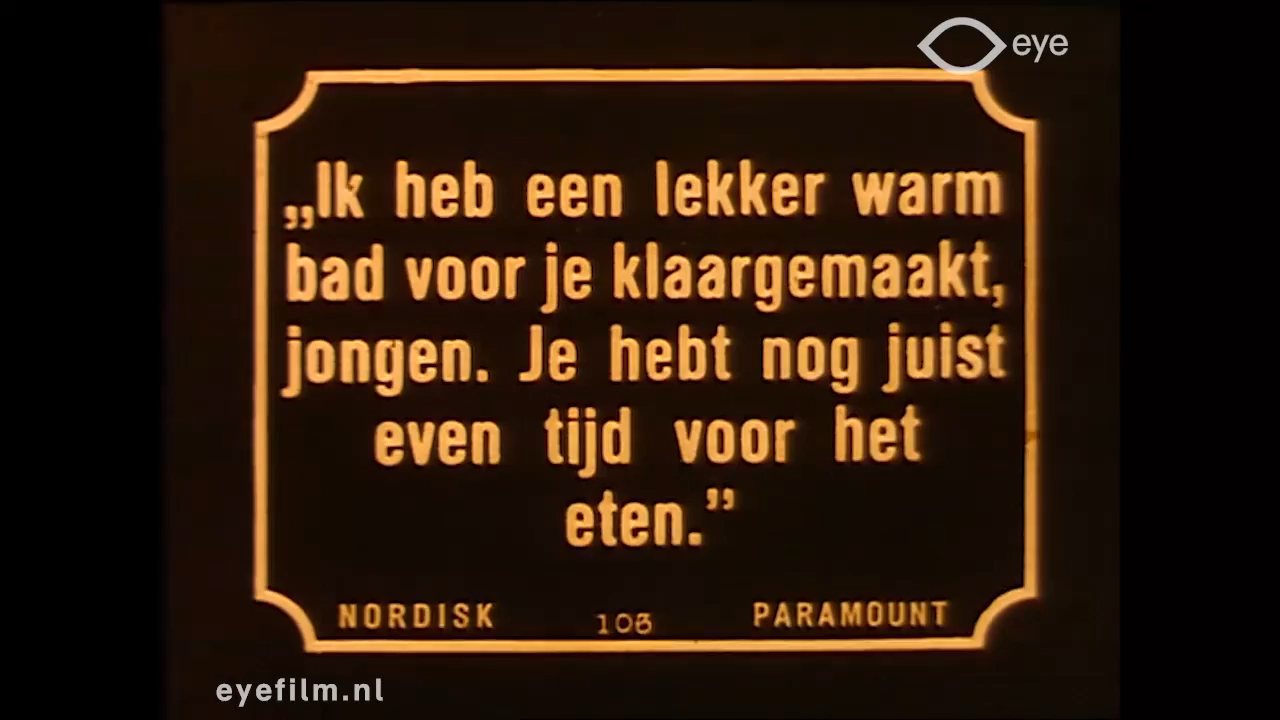 eye
„Ik heb een lekker warm
bad voor je klaargemaakt,
jongen. Je hebt nog juist
even tijd voor het
eten.”
NORDISK 103 PARAMOUNT
eyefilm.nl